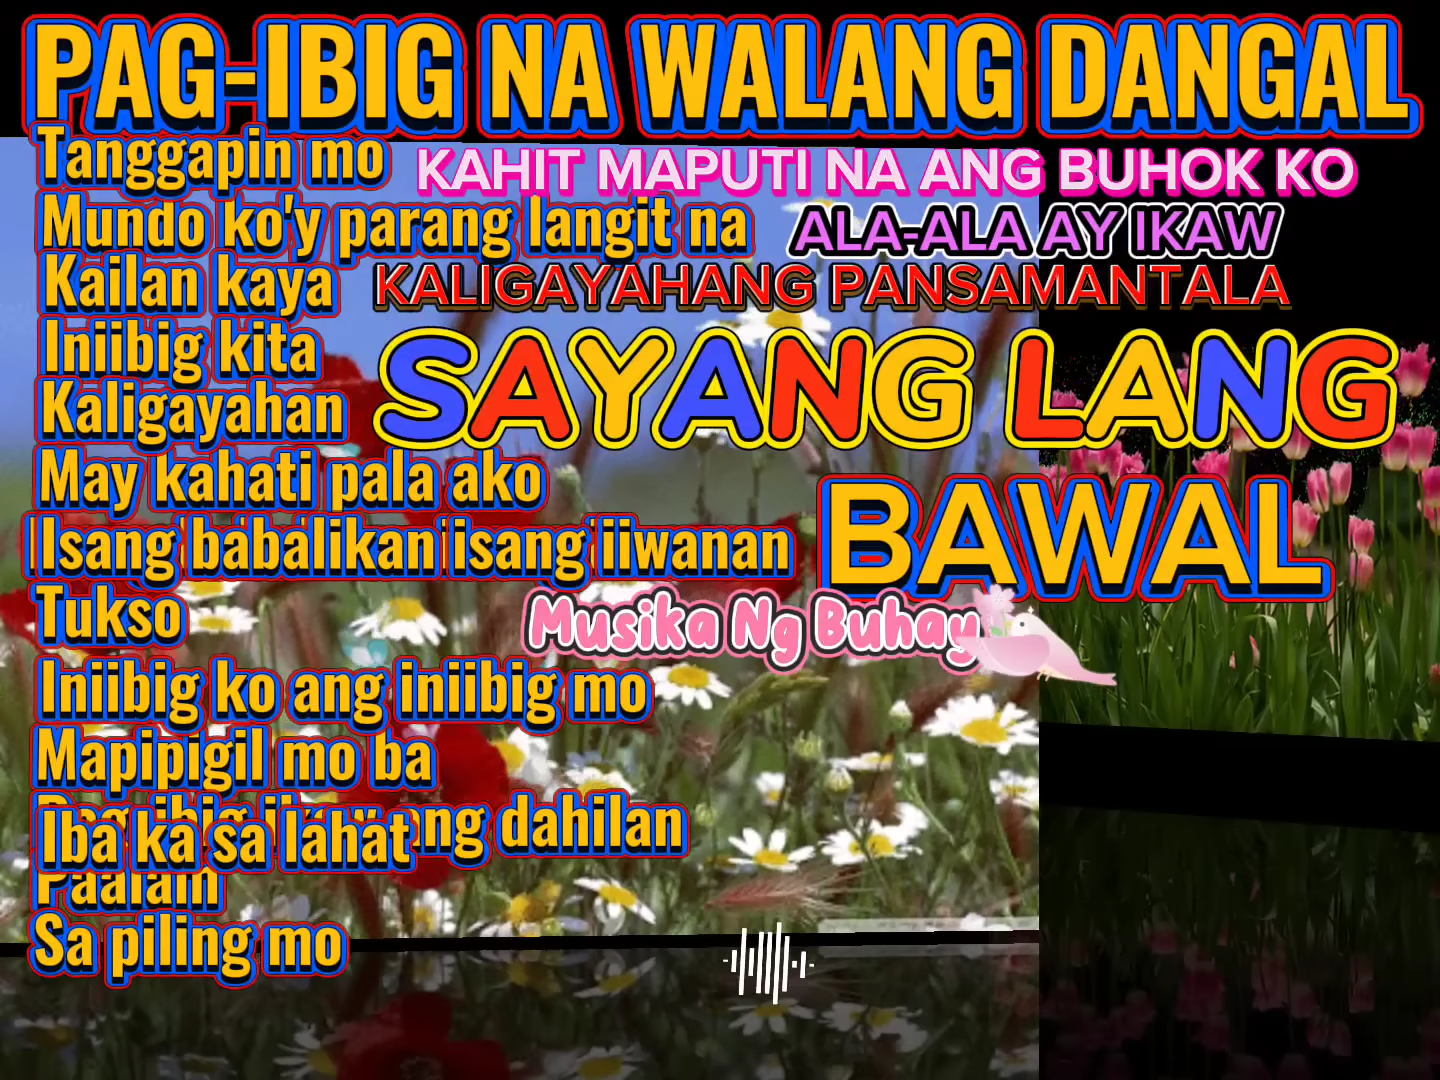 PAG-IBIG NA WALANG DANGAL
Tanggapin mo
KAHIT MAPUTI NA ANG BUHOK KO
Mundo ko'y parang langit na
ALA-ALA AY IKAW
Kailan kaya
KALIGAYAHANG PANSAMANTALA
Iniibig kita
SAYANG LANG
Kaligayahan
May kahati pala ako
BAWAL
Isang babalikan isang iiwanan
Tukso
Musika Ng Buhay
Iniibig ko ang iniibig mo
Mapipigil mo ba
ang dahilan
Iba ka sa lahat
Paalam
Sa piling mo